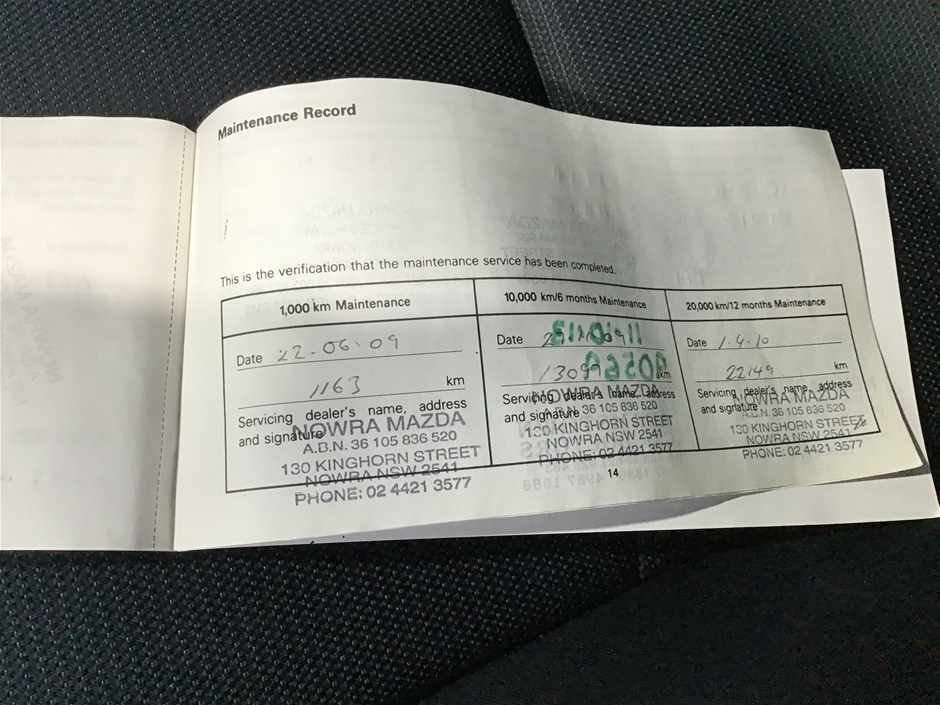 Maintenance Record
This is the verification that the maintenance service has been completed.
1,000 km Maintenance
10,000 km/6 months Maintenance
20,000 km/12 months Maintenance
Date 22-06-09
1163 km
Servicing dealer's name, address
and signature
NOWRA MAZDA
A.B.N. 36 105 836 520
130 KINGHORN STREET
NOWRA NSW 2541
PHONE: 02 4421 3577
Date
km
Servicing dealer's name, address
and signature
NOWRA MAZDA
A.B.N. 36 105 836 520
130 KINGHORN STREET
NOWRA NSW 2541
PHONE: 02 4421 3577
Date 1-4-10
22149 km
Servicing dealer's name, address
and signature
NOWRA MAZDA
A.B.N. 36 105 836 520
130 KINGHORN STREET
NOWRA NSW 2541
PHONE: 02 4421 3577
14